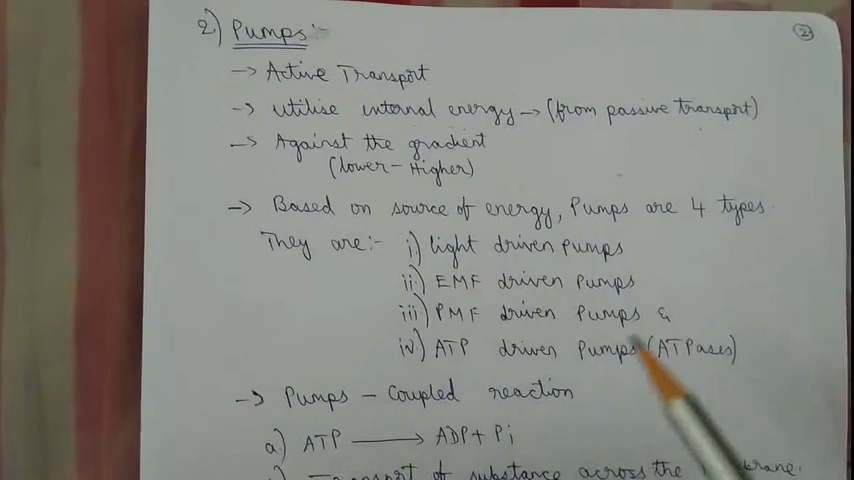 2) Pumps :-
②
→ Active Transport
→ utilise internal energy → (from passive transport)
→ Against the gradient
(lower - Higher)
→ Based on source of energy, Pumps are 4 types.
They are:- i) light driven pumps
ii) EMF driven Pumps
iii) PMF driven Pumps &
iv) ATP driven Pumps (ATPases)
→ Pumps - Coupled reaction
a) ATP → ADP + Pi
Transport of substance across the membrane.